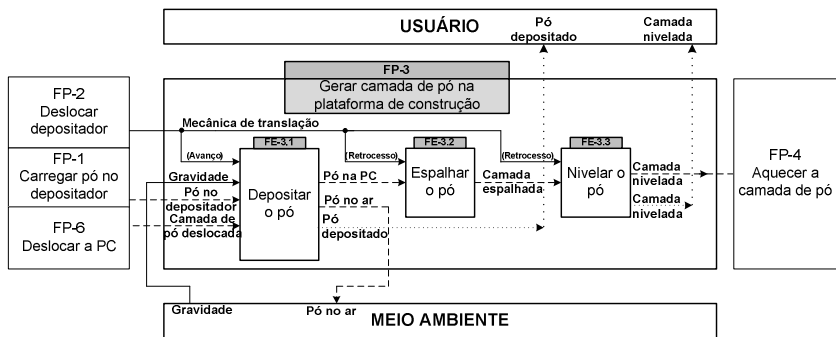 USUÁRIO
Pó
depositado
Camada
nivelada
FP-3
Gerar camada de pó na
plataforma de construção
FP-2
Deslocar
depositador
FP-1
Carregar pó no
depositador
FP-6
Deslocar a PC
Mecânica de translação
(Avanço)
Gravidade
Pó no
depositador
Camada de
pó deslocada
FE-3.1
Depositar
o pó
Pó na PC
Pó no ar
Pó
depositado
(Retrocesso)
FE-3.2
Espalhar
o pó
Camada
espalhada
(Retrocesso)
FE-3.3
Nivelar o
pó
Camada
nivelada
Camada
nivelada
FP-4
Aquecer a
camada de pó
Gravidade
Pó no ar
MEIO AMBIENTE